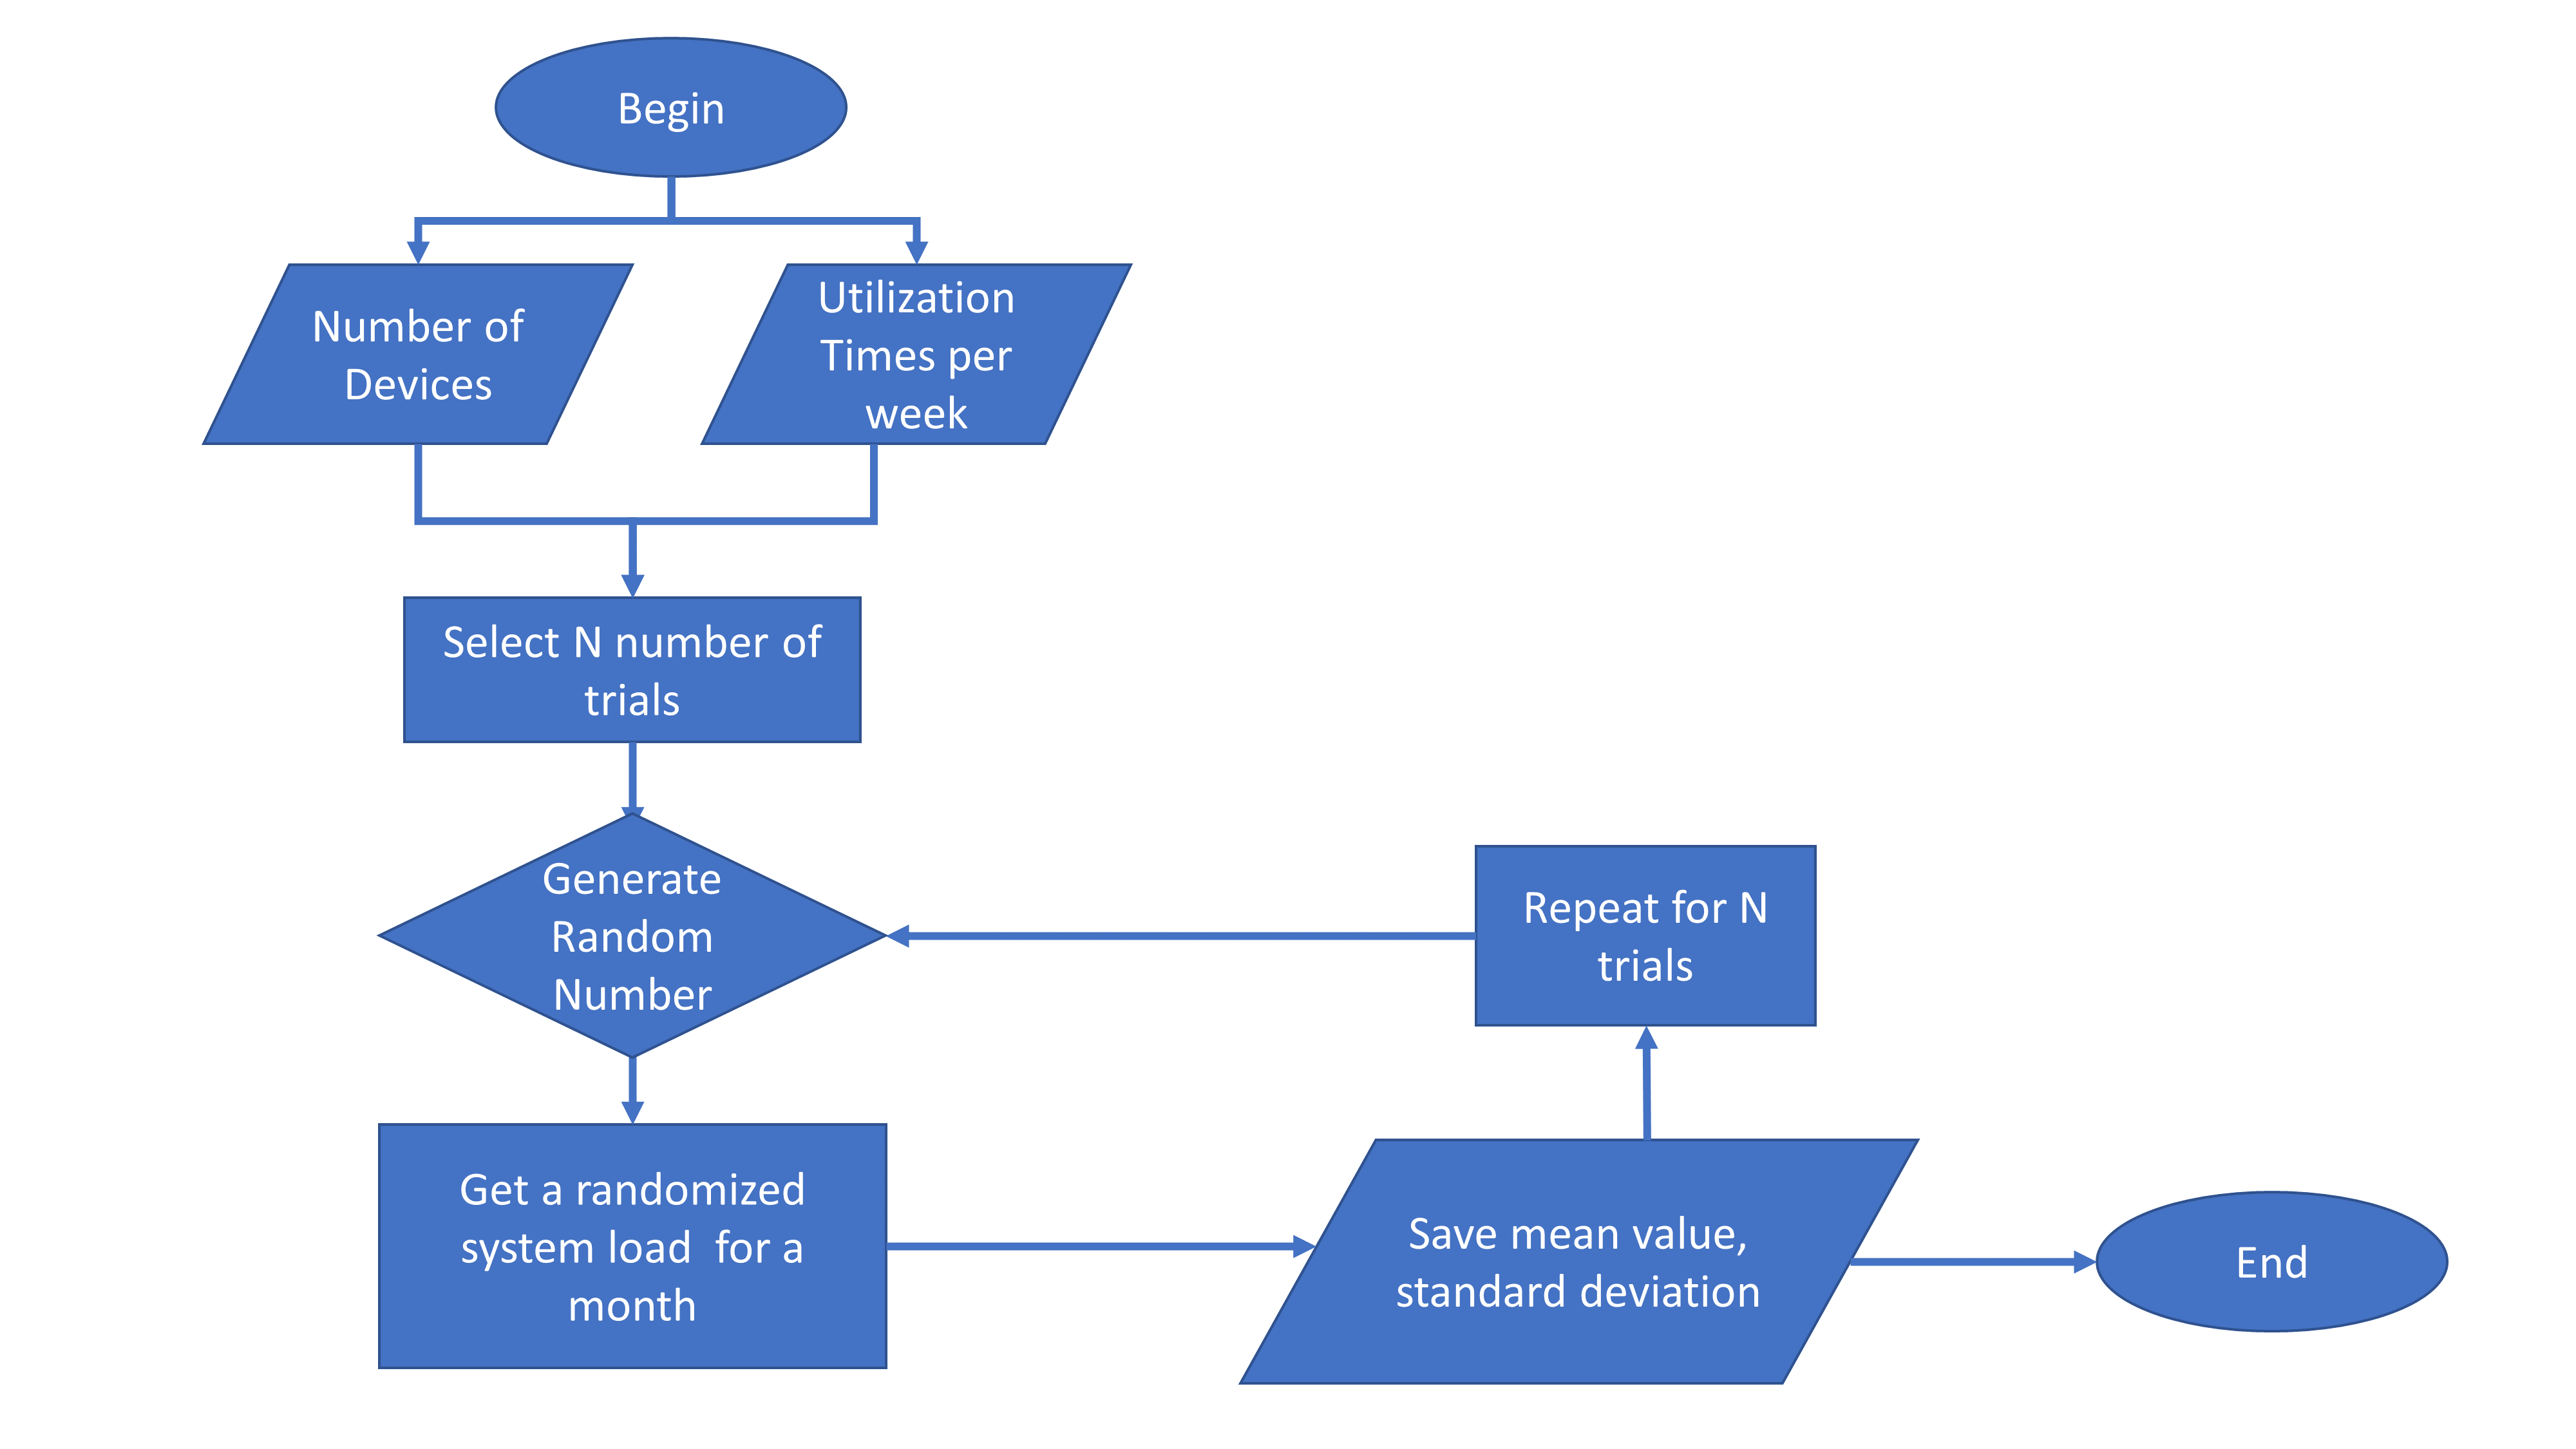 Begin
Number of
Devices
Utilization
Times per
week
Select N number of
trials
Generate
Random
Number
Repeat for N
trials
Get a randomized
system load  for a
month
Save mean value,
standard deviation
End